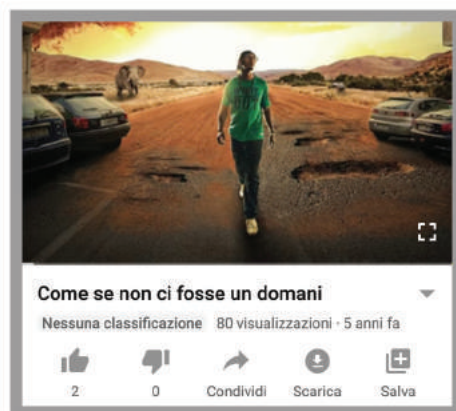 Come se non ci fosse un domani
Nessuna classificazione 80 visualizzazioni · 5 anni fa
2 0 Condividi Scarica Salva